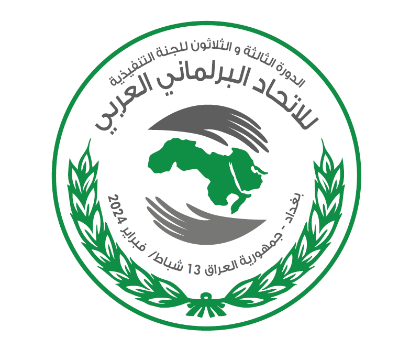 الدورة الثالثة و الثلاثون للجنة التنفيذية
للاتحاد البرلماني العربي
بغداد - جمهورية العراق 13 شباط/ فبراير 2024